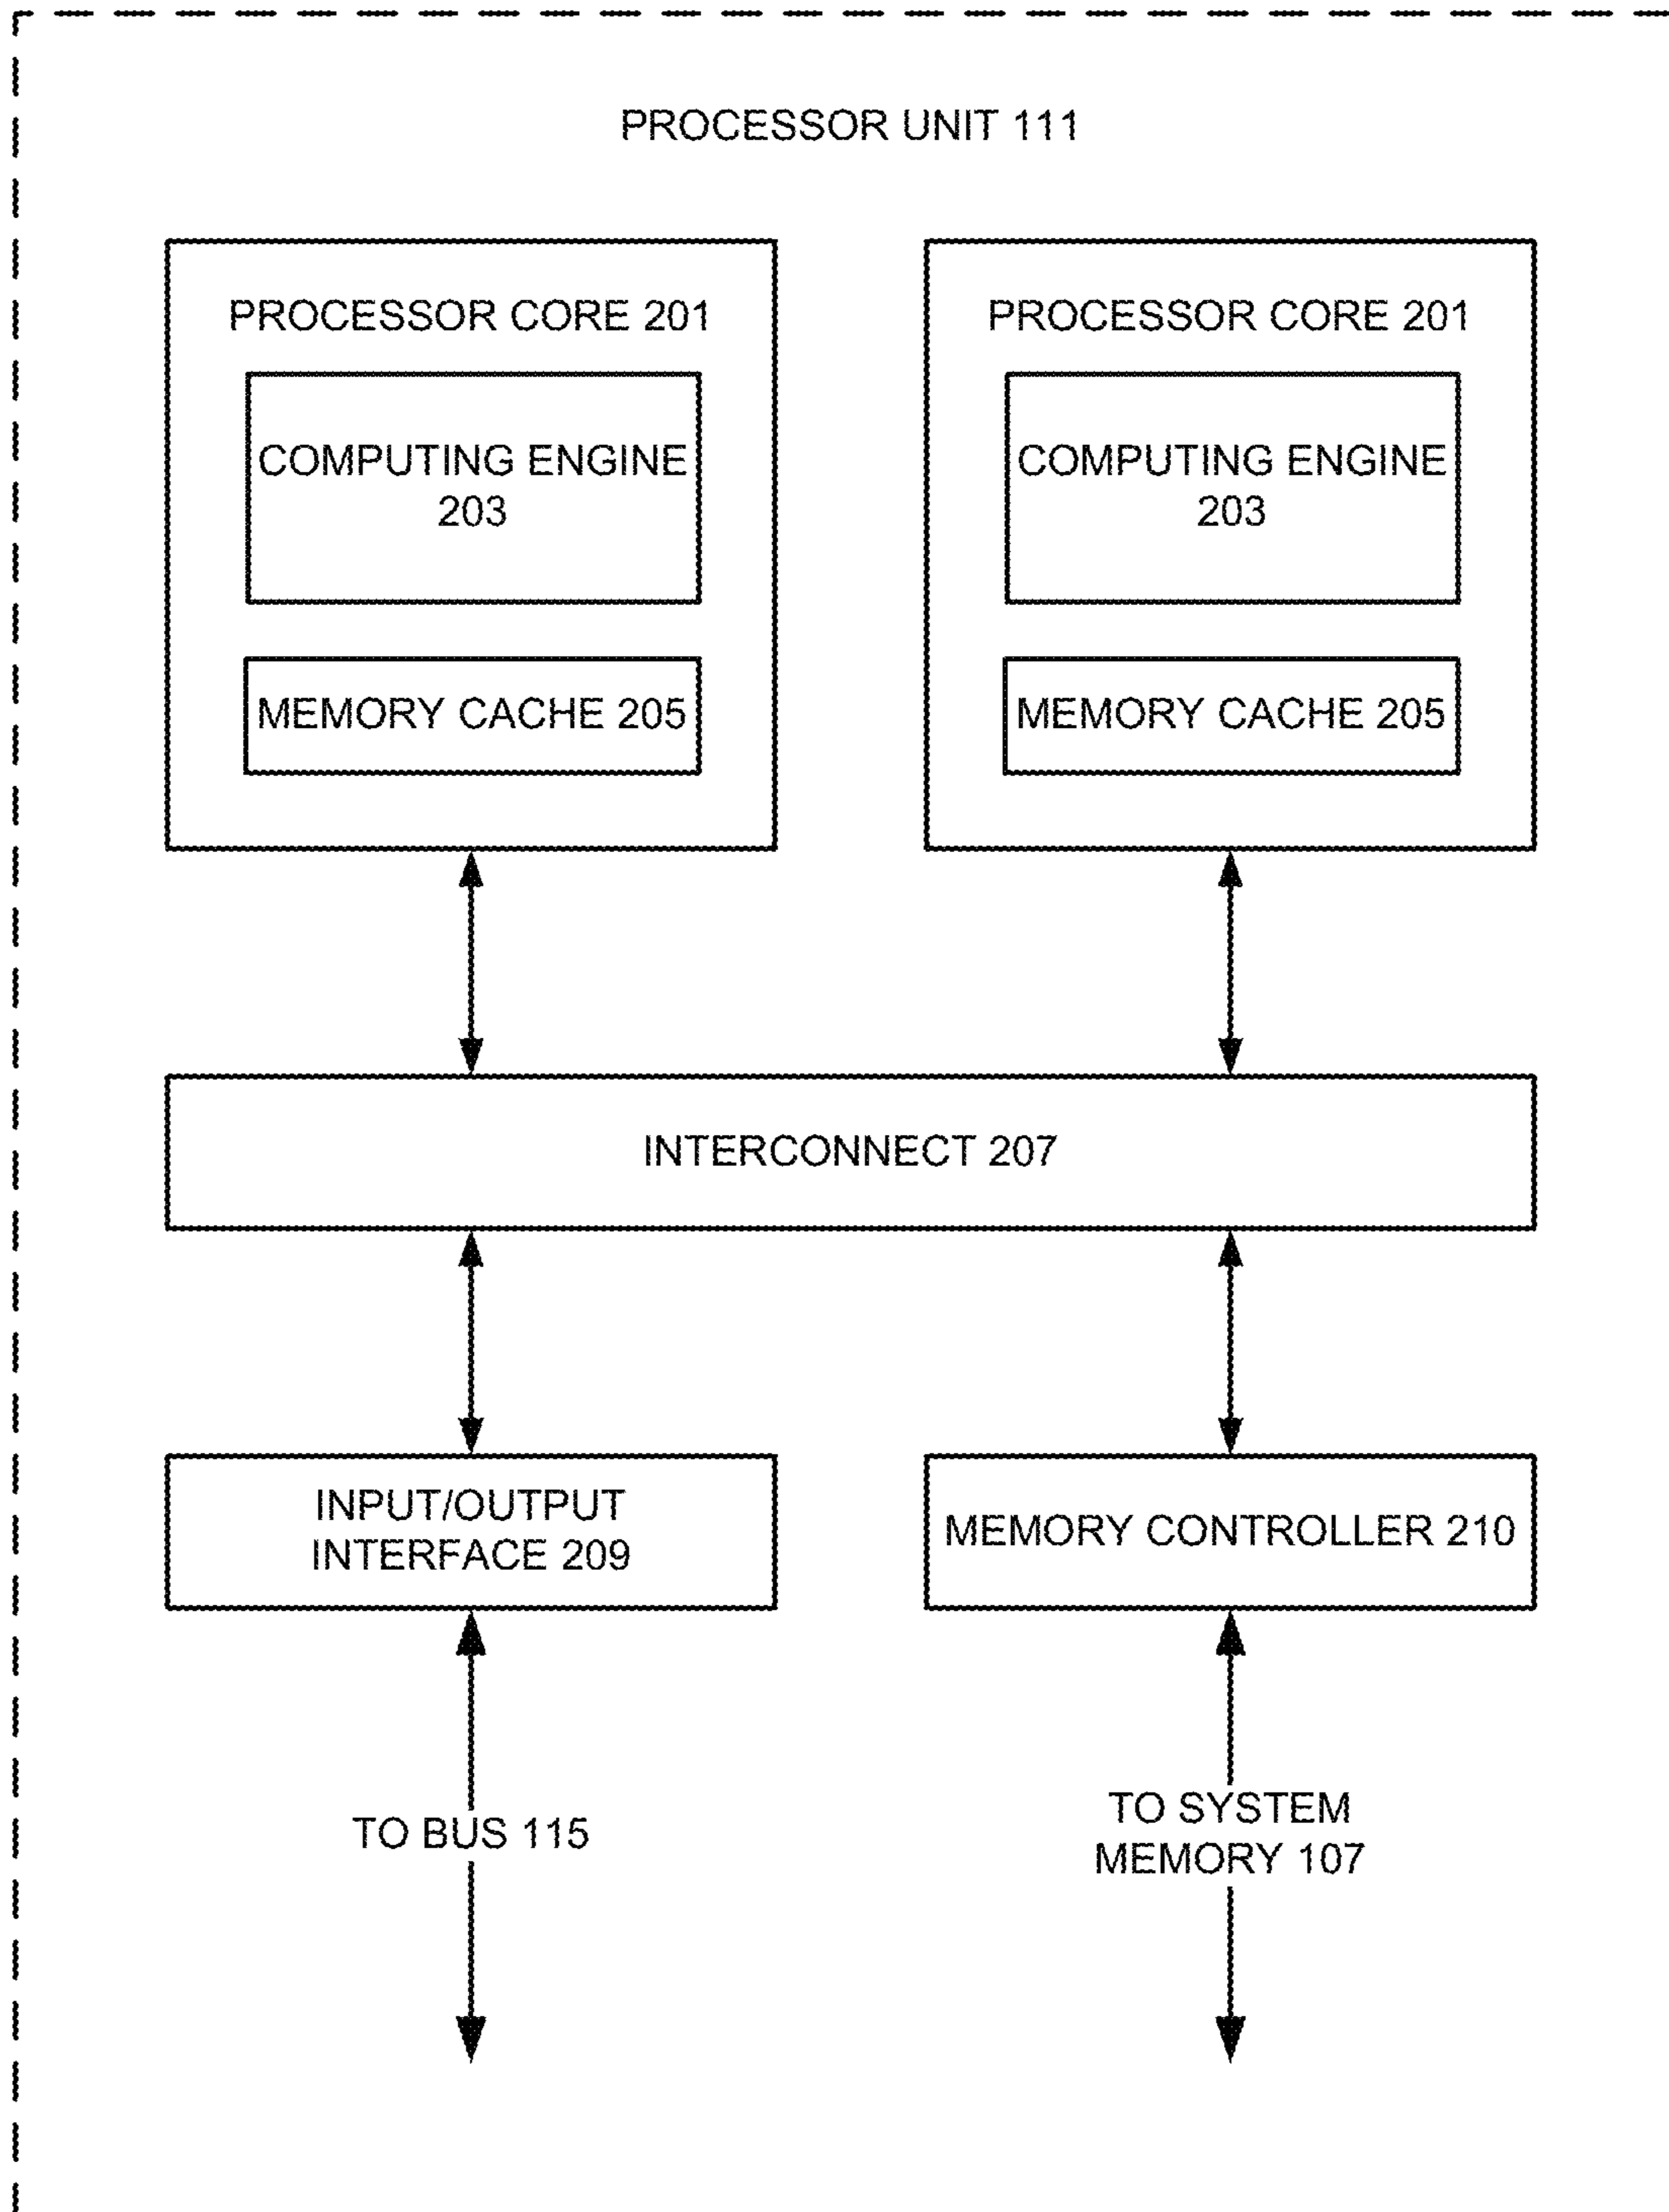 PROCESSOR UNIT 111
PROCESSOR CORE 201
COMPUTING ENGINE
203
MEMORY CACHE 205
PROCESSOR CORE 201
COMPUTING ENGINE
203
MEMORY CACHE 205
INTERCONNECT 207
INPUT/OUTPUT
INTERFACE 209
MEMORY CONTROLLER 210
TO BUS 115
TO SYSTEM
MEMORY 107